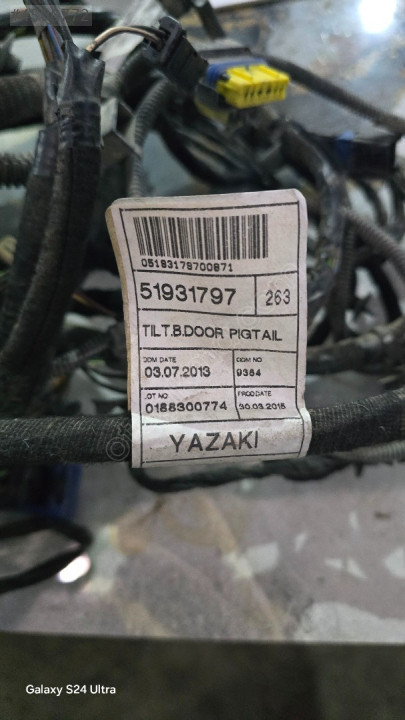 05193179700871
51931797 263
TILT.B.DOOR PIGTAIL
DOM DATE
03.07.2013
DOM NO
9364
LOT NO
0188300774
PROD.DATE
30.03.2015
YAZAKI
Galaxy S24 Ultra